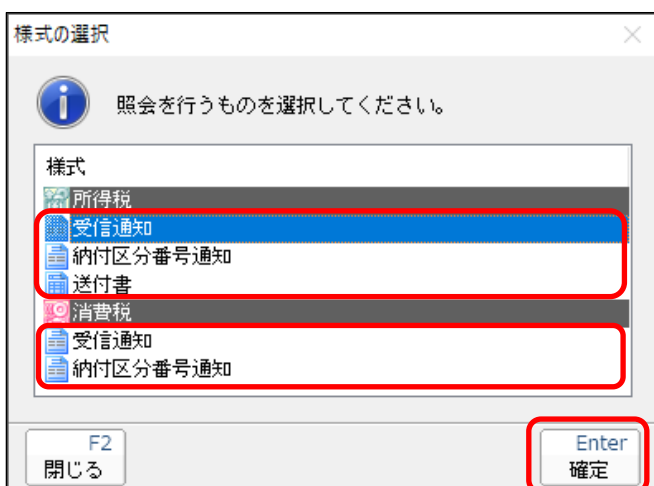 様式の選択
照会を行うものを選択してください。
様式
所得税
受信通知
納付区分番号通知
送付書
消費税
受信通知
納付区分番号通知
F2
閉じる
Enter
確定